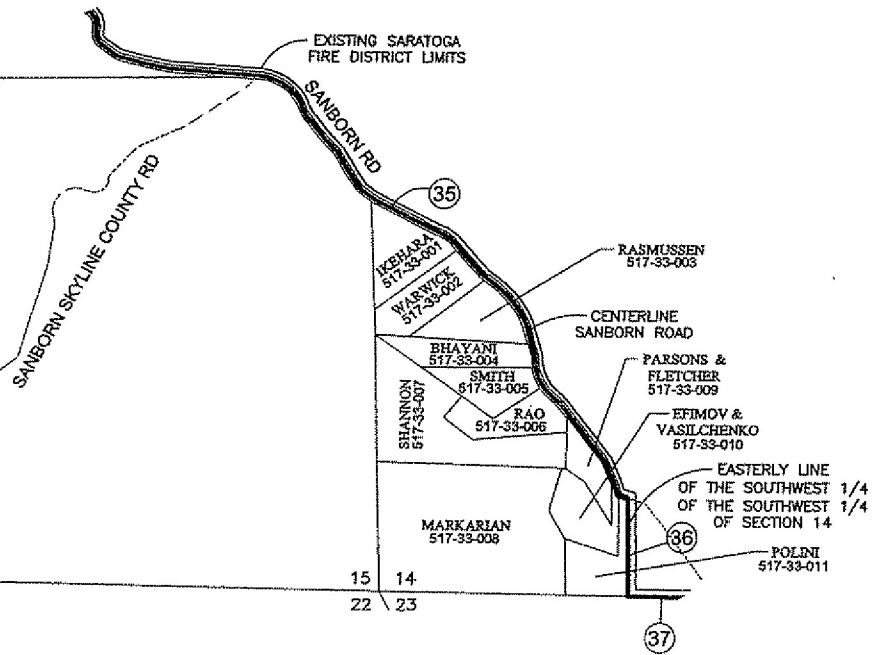 EXISTING SARATOGA
FIRE DISTRICT LIMITS
SANBORN RD
SANBORN SKYLINE COUNTY RD
35
IKEHARA
517-33-001
WARWICK
517-33-002
RASMUSSEN
517-33-003
CENTERLINE
SANBORN ROAD
BHAYANI
517-33-004
SMITH
517-33-005
PARSONS &
FLETCHER
517-33-009
SHANNON
517-33-007
RAO
517-33-006
EFIMOV &
VASILCHENKO
517-33-010
EASTERLY LINE
OF THE SOUTHWEST 1/4
OF THE SOUTHWEST 1/4
OF SECTION 14
MARKARIAN
517-33-008
36
POLINI
517-33-011
15 14
22 23
37